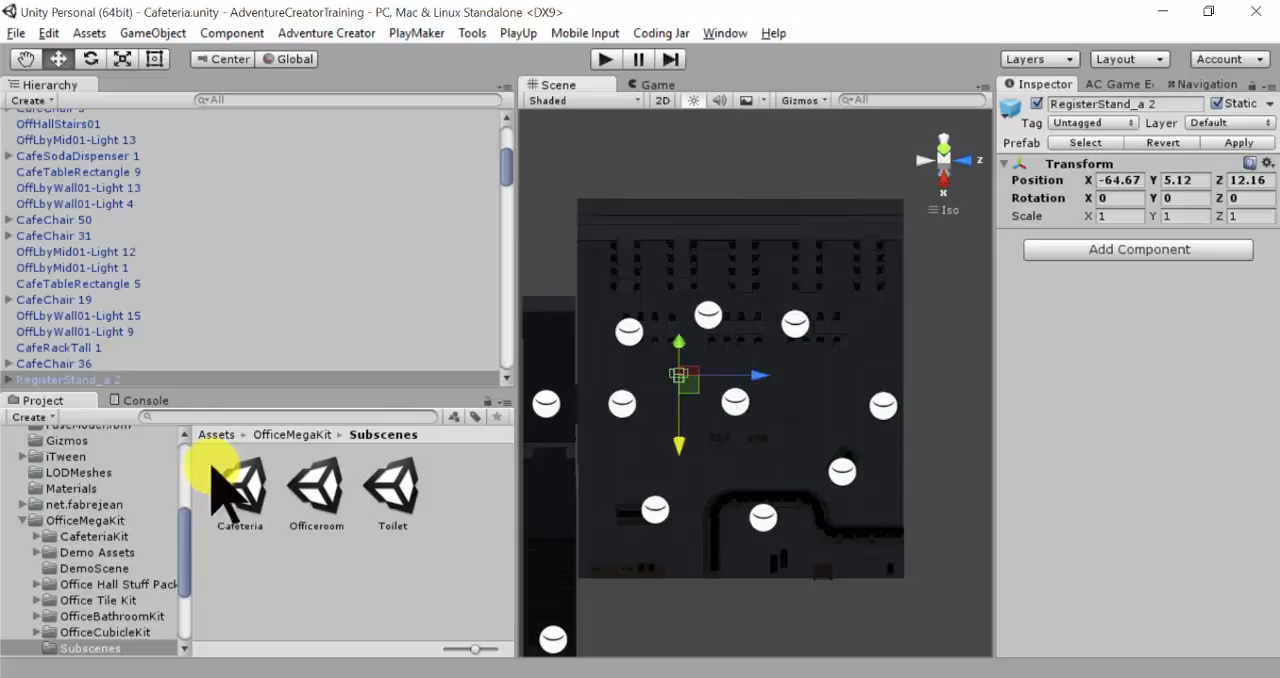 Unity Personal (64bit) - Cafeteria.unity - AdventureCreatorTraining - PC, Mac & Linux Standalone <DX9>
File Edit Assets GameObject Component Adventure Creator PlayMaker Tools PlayUp Mobile Input Coding Jar Window Help
Center Global Layers Layout Account
Hierarchy
Create All
OffHallStairs01
OffLbyMid01-Light 13
CafeSodaDispenser 1
CafeTableRectangle 9
OffLbyWall01-Light 13
OffLbyWall01-Light 4
CafeChair 50
CafeChair 31
OffLbyMid01-Light 12
OffLbyMid01-Light 1
CafeTableRectangle 5
CafeChair 19
OffLbyWall01-Light 15
OffLbyWall01-Light 9
CafeRackTall 1
CafeChair 36
RegisterStand_a 2
Scene Game
Shaded 2D Gizmos All
z
x
Iso
Inspector AC Game E Navigation
RegisterStand_a 2 Static
Tag Untagged Layer Default
Prefab Select Revert Apply
Transform
Position X -64.67 Y 5.12 Z 12.16
Rotation X 0 Y 0 Z 0
Scale X 1 Y 1 Z 1
Add Component
Project Console
Create
Gizmos
iTween
LODMeshes
Materials
net.fabrejean
OfficeMegaKit
CafeteriaKit
Demo Assets
DemoScene
Office Hall Stuff Pack
Office Tile Kit
OfficeBathroomKit
OfficeCubicleKit
Subscenes
Assets OfficeMegaKit Subscenes
Cafeteria Officeroom Toilet